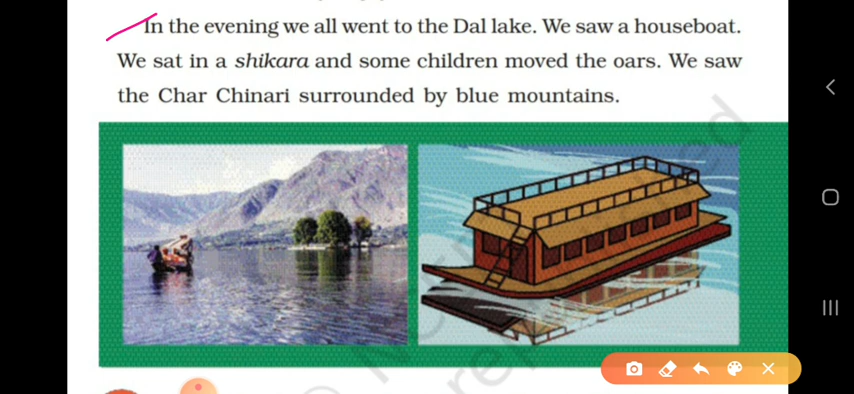 In the evening we all went to the Dal lake. We saw a houseboat.
We sat in a shikara and some children moved the oars. We saw
the Char Chinari surrounded by blue mountains.